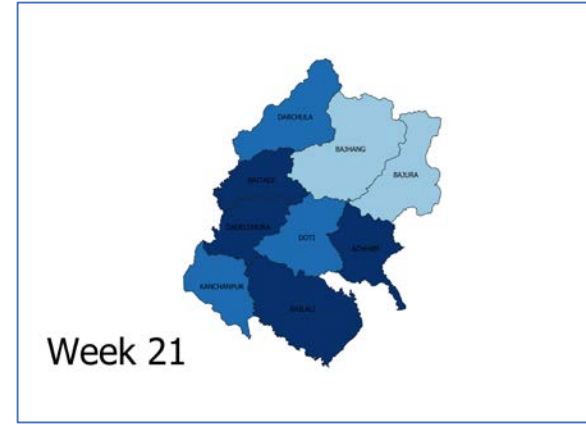 DARCHULA
BAJHANG
BAJURA
BAITADI
DADELDHURA
DOTI
ACHHAM
KANCHANPUR
KAILALI
Week 21